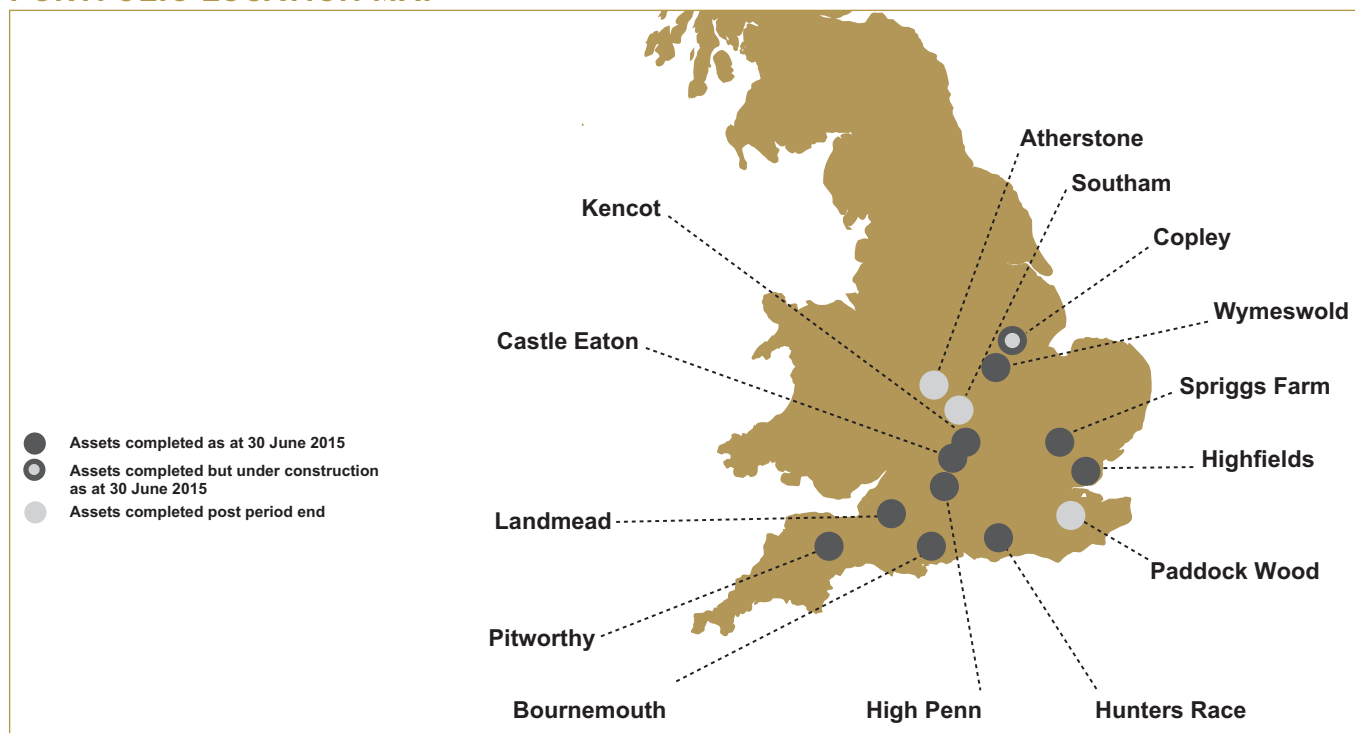 Atherstone
Southam
Kencot
Copley
Wymeswold
Castle Eaton
Spriggs Farm
Assets completed as at 30 June 2015
Assets completed but under construction
as at 30 June 2015
Assets completed post period end
Highfields
Landmead
Paddock Wood
Pitworthy
Bournemouth
High Penn
Hunters Race